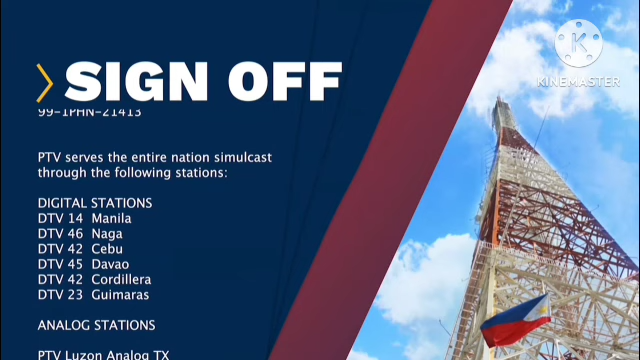 SIGN OFF
99-1PHN-21413
PTV serves the entire nation simulcast
through the following stations:
DIGITAL STATIONS
DTV 14 Manila
DTV 46 Naga
DTV 42 Cebu
DTV 45 Davao
DTV 42 Cordillera
DTV 23 Guimaras
ANALOG STATIONS
PTV Luzon Analog TX
K
KINEMASTER